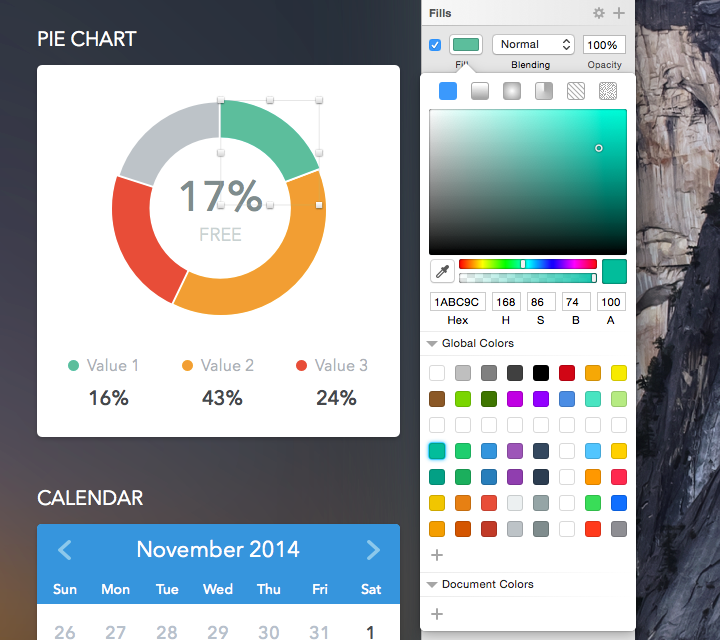 PIE CHART
17%
FREE
Value 1 Value 2 Value 3
16% 43% 24%
CALENDAR
November 2014
Sun Mon Tue Wed Thu Fri Sat
26 27 28 29 30 31 1
Fills
Normal 100%
Fill Blending Opacity
1ABC9C 168 86 74 100
Hex H S B A
Global Colors
Document Colors